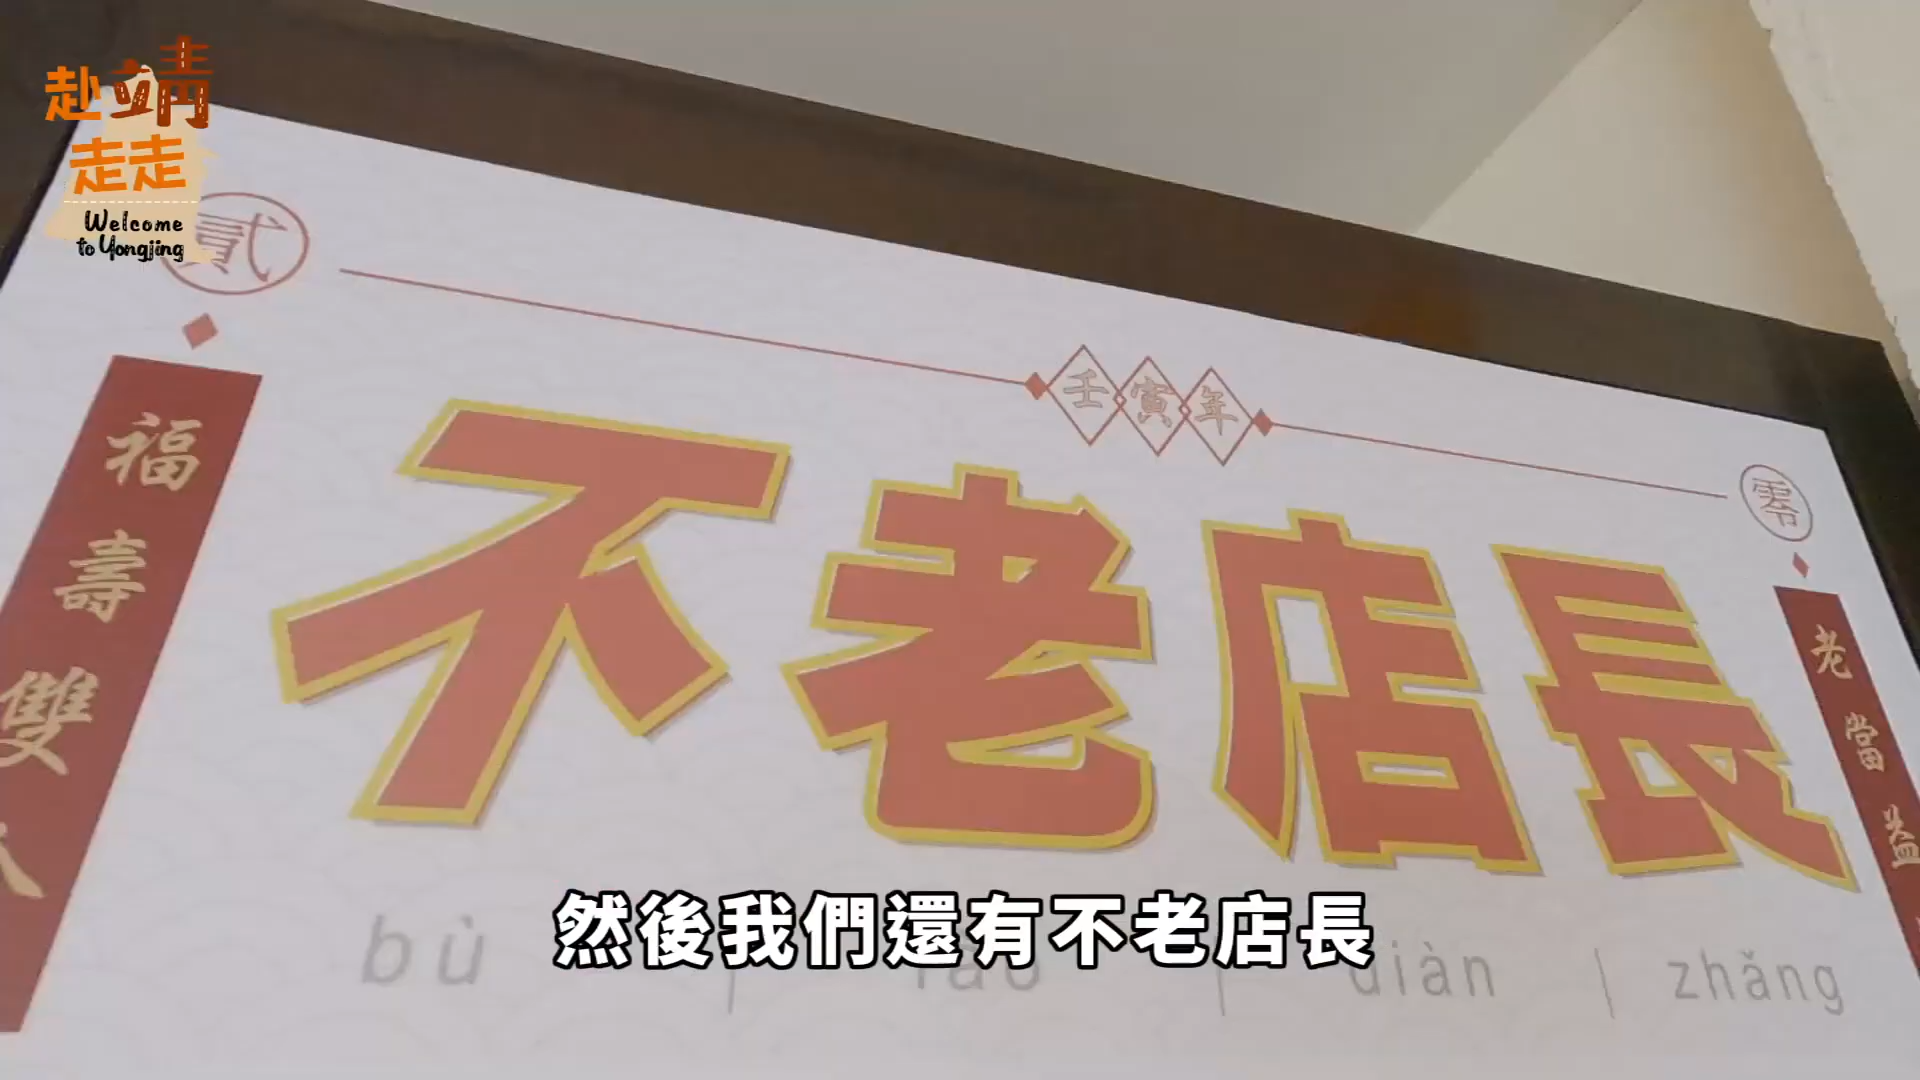 赴靖
走走
Welcome
to Yongjing
貳
壬寅年
零
福壽雙
不老店長
老當益
bù | lǎo | diàn | zhǎng
然後我們還有不老店長